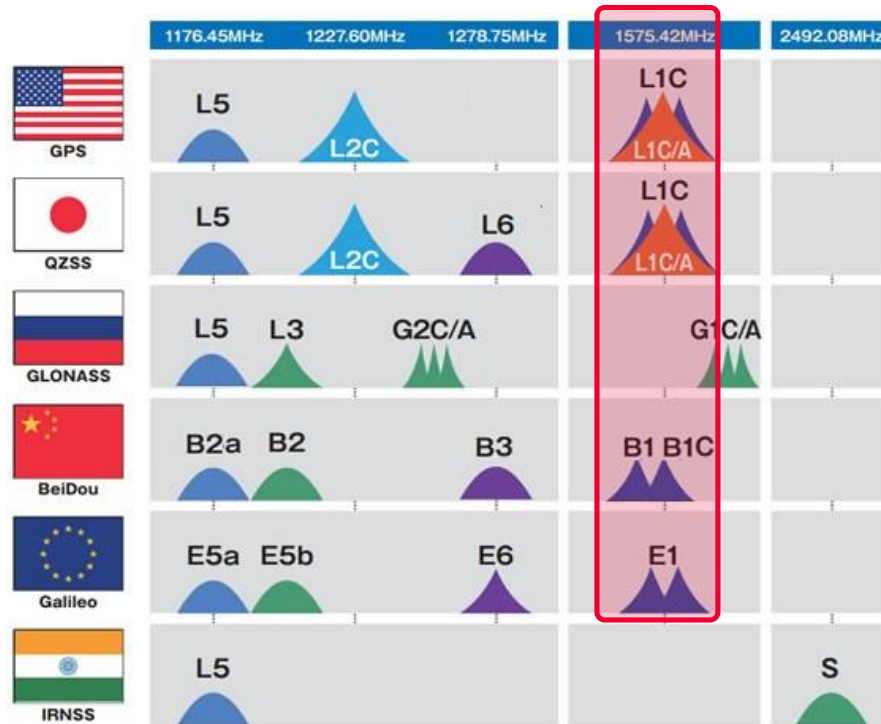 1176.45MHz 1227.60MHz 1278.75MHz 1575.42MHz 2492.08MHz
L5 L1C
L2C L1C/A
GPS
L5 L6 L1C
L2C L1C/A
QZSS
L5 L3 G2C/A G1C/A
GLONASS
B2a B2 B3 B1 B1C
BeiDou
E5a E5b E6 E1
Galileo
L5 S
IRNSS